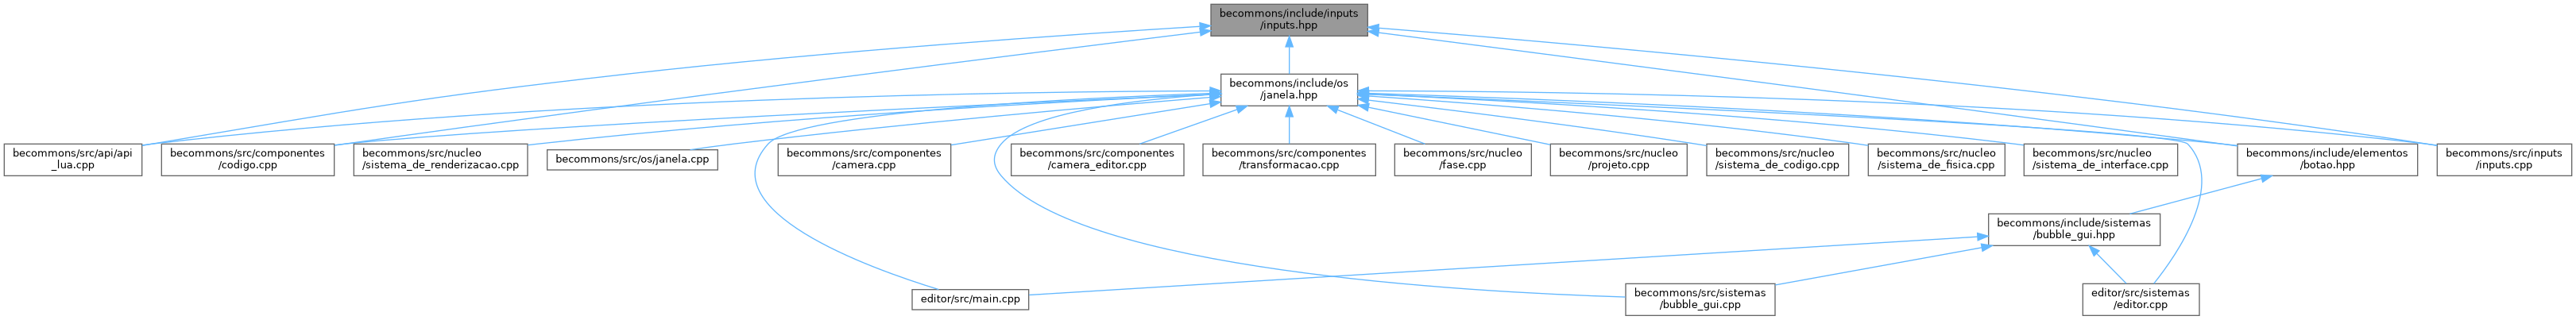 becommons/include/inputs
/inputs.hpp
becommons/include/os
/janela.hpp
becommons/src/api/api
_lua.cpp
becommons/src/componentes
/codigo.cpp
becommons/src/nucleo
/sistema_de_renderizacao.cpp
becommons/src/os/janela.cpp
becommons/src/componentes
/camera.cpp
becommons/src/componentes
/camera_editor.cpp
becommons/src/componentes
/transformacao.cpp
becommons/src/nucleo
/fase.cpp
becommons/src/nucleo
/projeto.cpp
becommons/src/nucleo
/sistema_de_codigo.cpp
becommons/src/nucleo
/sistema_de_fisica.cpp
becommons/src/nucleo
/sistema_de_interface.cpp
becommons/include/elementos
/botao.hpp
becommons/src/inputs
/inputs.cpp
becommons/include/sistemas
/bubble_gui.hpp
editor/src/main.cpp
becommons/src/sistemas
/bubble_gui.cpp
editor/src/sistemas
/editor.cpp